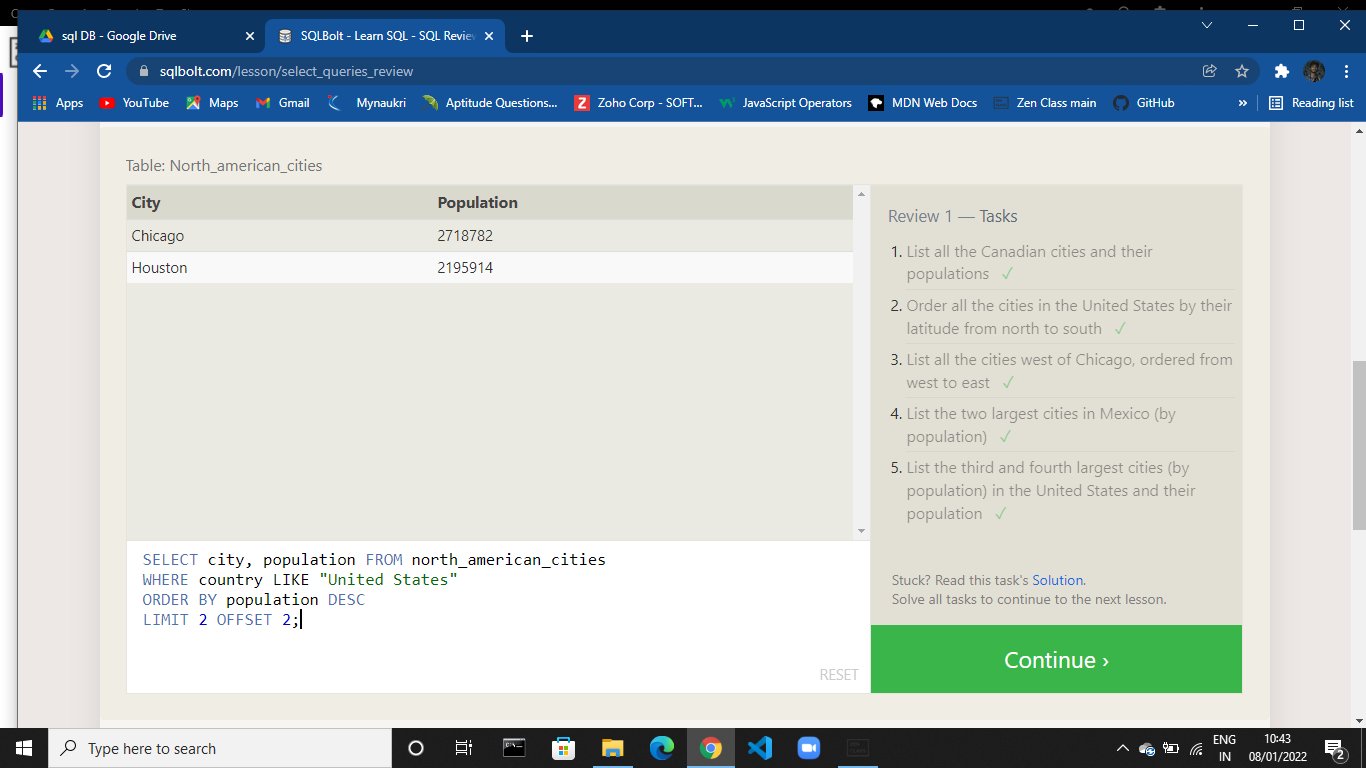 sql DB - Google Drive
SQLBolt - Learn SQL - SQL Revie
sqlbolt.com/lesson/select_queries_review
Apps
YouTube
Maps
Gmail
Mynaukri
Aptitude Questions...
Zoho Corp - SOFT...
JavaScript Operators
MDN Web Docs
Zen Class main
GitHub
»
Reading list
Table: North_american_cities
City Population
Chicago 2718782
Houston 2195914
SELECT city, population FROM north_american_cities
WHERE country LIKE "United States"
ORDER BY population DESC
LIMIT 2 OFFSET 2;
RESET
Review 1 — Tasks
1. List all the Canadian cities and their
populations ✓
2. Order all the cities in the United States by their
latitude from north to south ✓
3. List all the cities west of Chicago, ordered from
west to east ✓
4. List the two largest cities in Mexico (by
population) ✓
5. List the third and fourth largest cities (by
population) in the United States and their
population ✓
Stuck? Read this task's Solution.
Solve all tasks to continue to the next lesson.
Continue ›
Type here to search
ENG
IN
10:43
08/01/2022
2